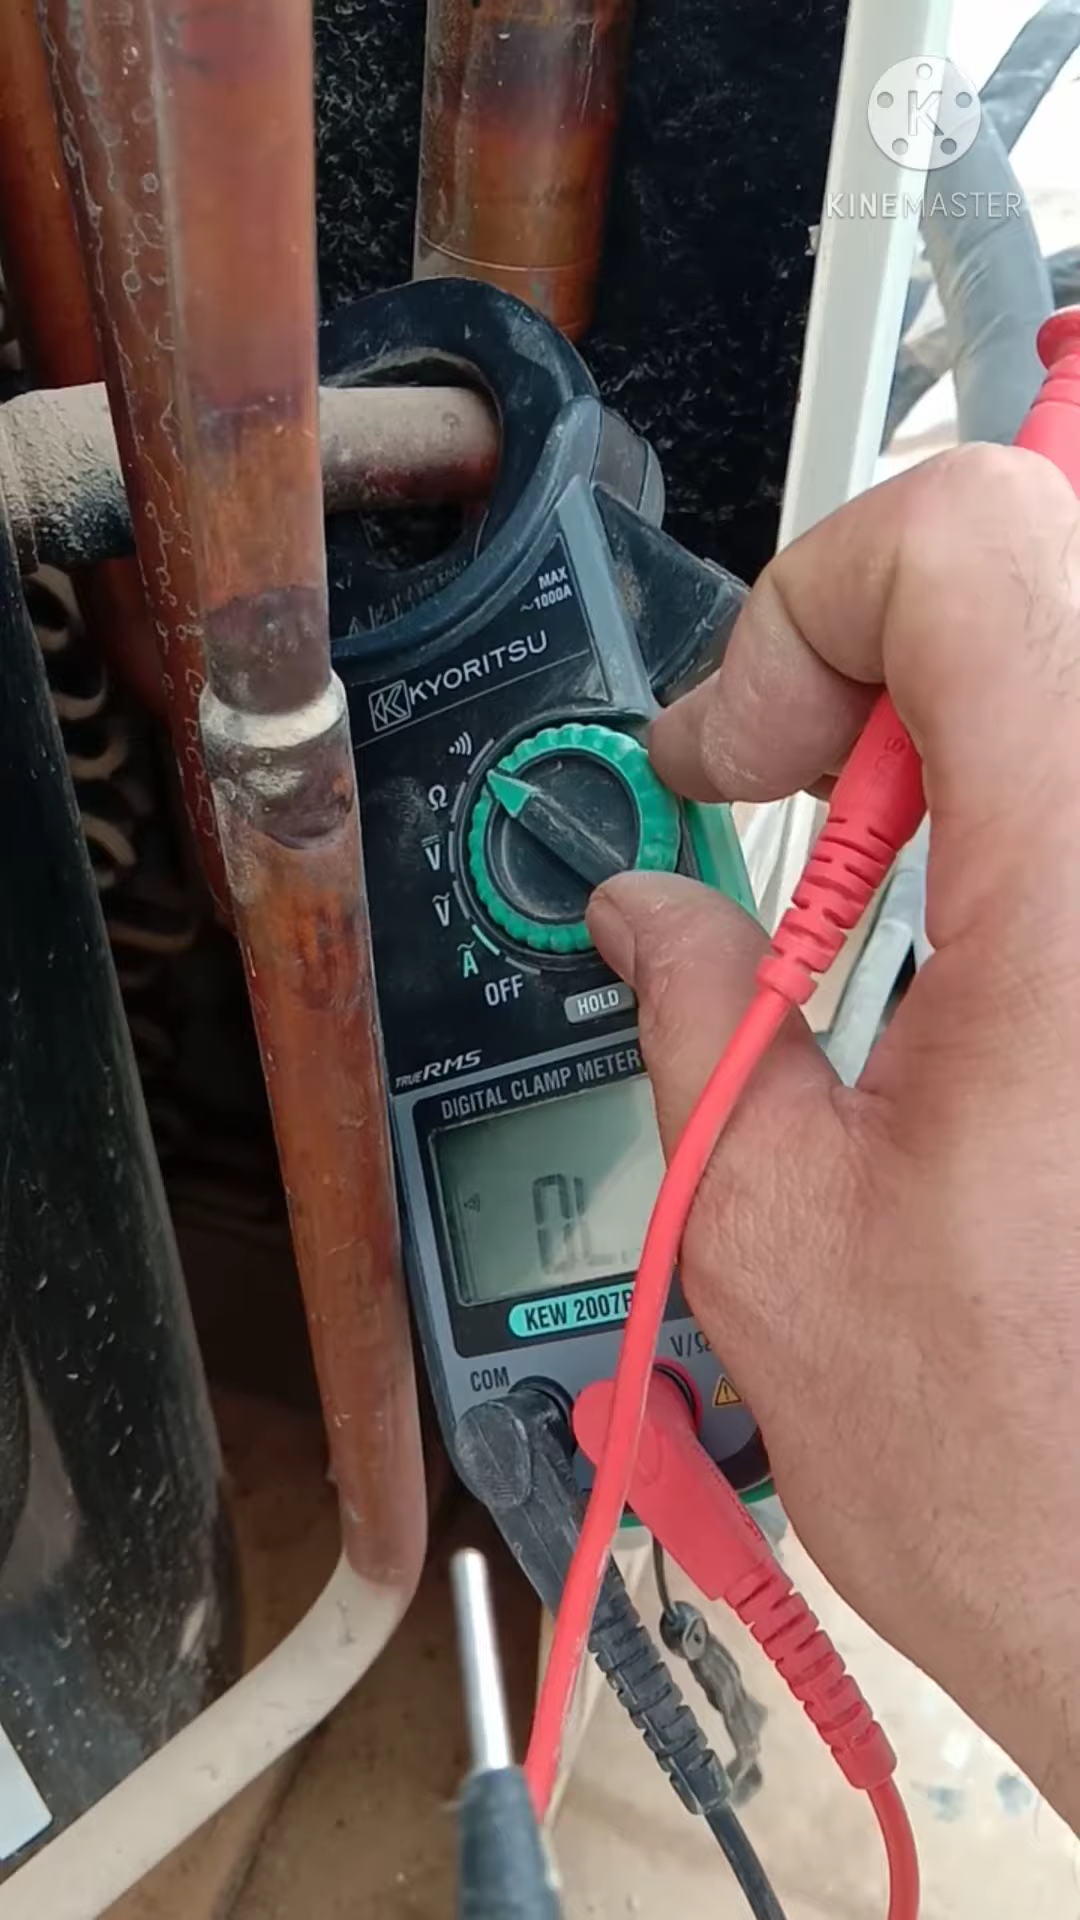 K
KINEMASTER
MAX
~1000A
KYORITSU
Ω
V
Ṽ
Ã
OFF
HOLD
TRUE RMS
DIGITAL CLAMP METER
OL
KEW 2007R
COM
V/Ω